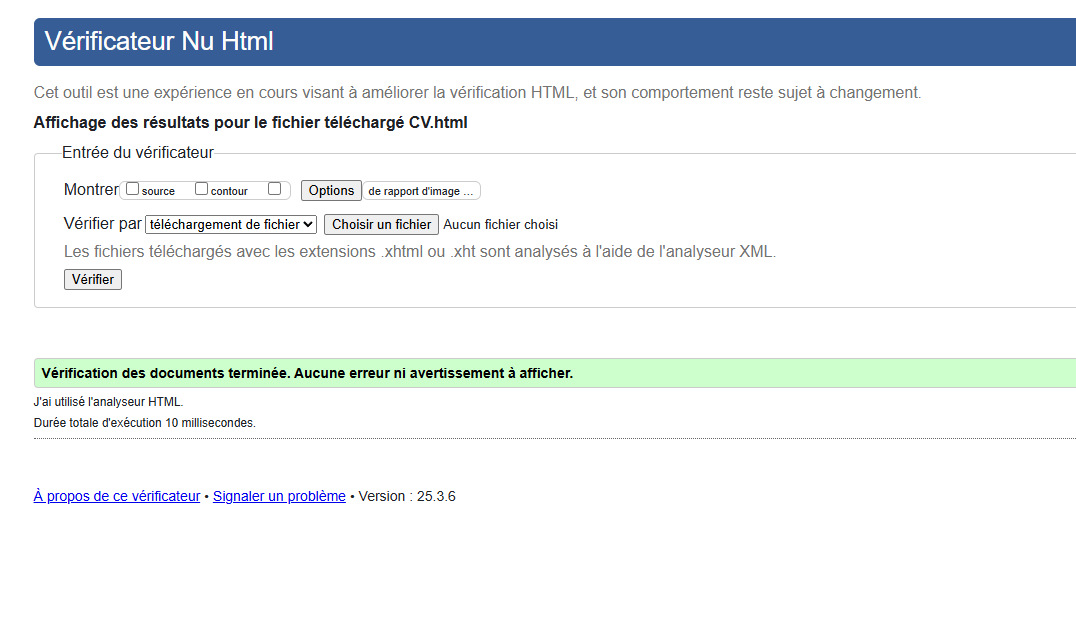 Vérificateur Nu Html
Cet outil est une expérience en cours visant à améliorer la vérification HTML, et son comportement reste sujet à changement.
Affichage des résultats pour le fichier téléchargé CV.html
Entrée du vérificateur
Montrer source contour Options de rapport d'image ...
Vérifier par téléchargement de fichier Choisir un fichier Aucun fichier choisi
Les fichiers téléchargés avec les extensions .xhtml ou .xht sont analysés à l'aide de l'analyseur XML.
Vérifier
Vérification des documents terminée. Aucune erreur ni avertissement à afficher.
J'ai utilisé l'analyseur HTML.
Durée totale d'exécution 10 millisecondes.
À propos de ce vérificateur • Signaler un problème • Version : 25.3.6